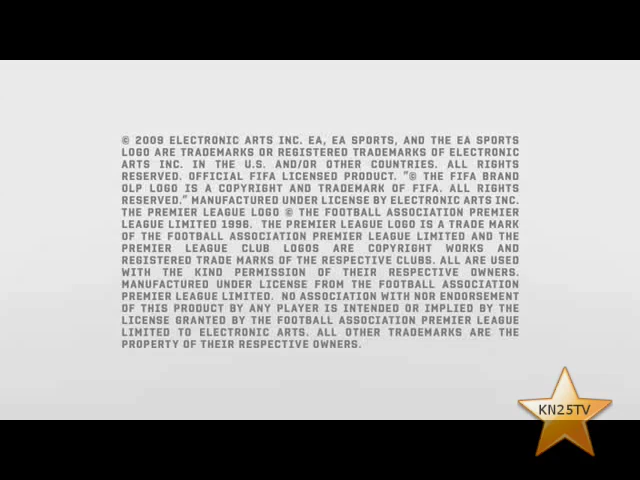 © 2009 ELECTRONIC ARTS INC. EA, EA SPORTS, AND THE EA SPORTS
LOGO ARE TRADEMARKS OR REGISTERED TRADEMARKS OF ELECTRONIC
ARTS INC. IN THE U.S. AND/OR OTHER COUNTRIES. ALL RIGHTS
RESERVED. OFFICIAL FIFA LICENSED PRODUCT. "© THE FIFA BRAND
OLP LOGO IS A COPYRIGHT AND TRADEMARK OF FIFA. ALL RIGHTS
RESERVED." MANUFACTURED UNDER LICENSE BY ELECTRONIC ARTS INC.
THE PREMIER LEAGUE LOGO © THE FOOTBALL ASSOCIATION PREMIER
LEAGUE LIMITED 1996. THE PREMIER LEAGUE LOGO IS A TRADE MARK
OF THE FOOTBALL ASSOCIATION PREMIER LEAGUE LIMITED AND THE
PREMIER LEAGUE CLUB LOGOS ARE COPYRIGHT WORKS AND
REGISTERED TRADE MARKS OF THE RESPECTIVE CLUBS. ALL ARE USED
WITH THE KIND PERMISSION OF THEIR RESPECTIVE OWNERS.
MANUFACTURED UNDER LICENSE FROM THE FOOTBALL ASSOCIATION
PREMIER LEAGUE LIMITED. NO ASSOCIATION WITH NOR ENDORSEMENT
OF THIS PRODUCT BY ANY PLAYER IS INTENDED OR IMPLIED BY THE
LICENSE GRANTED BY THE FOOTBALL ASSOCIATION PREMIER LEAGUE
LIMITED TO ELECTRONIC ARTS. ALL OTHER TRADEMARKS ARE THE
PROPERTY OF THEIR RESPECTIVE OWNERS.
KN25TV